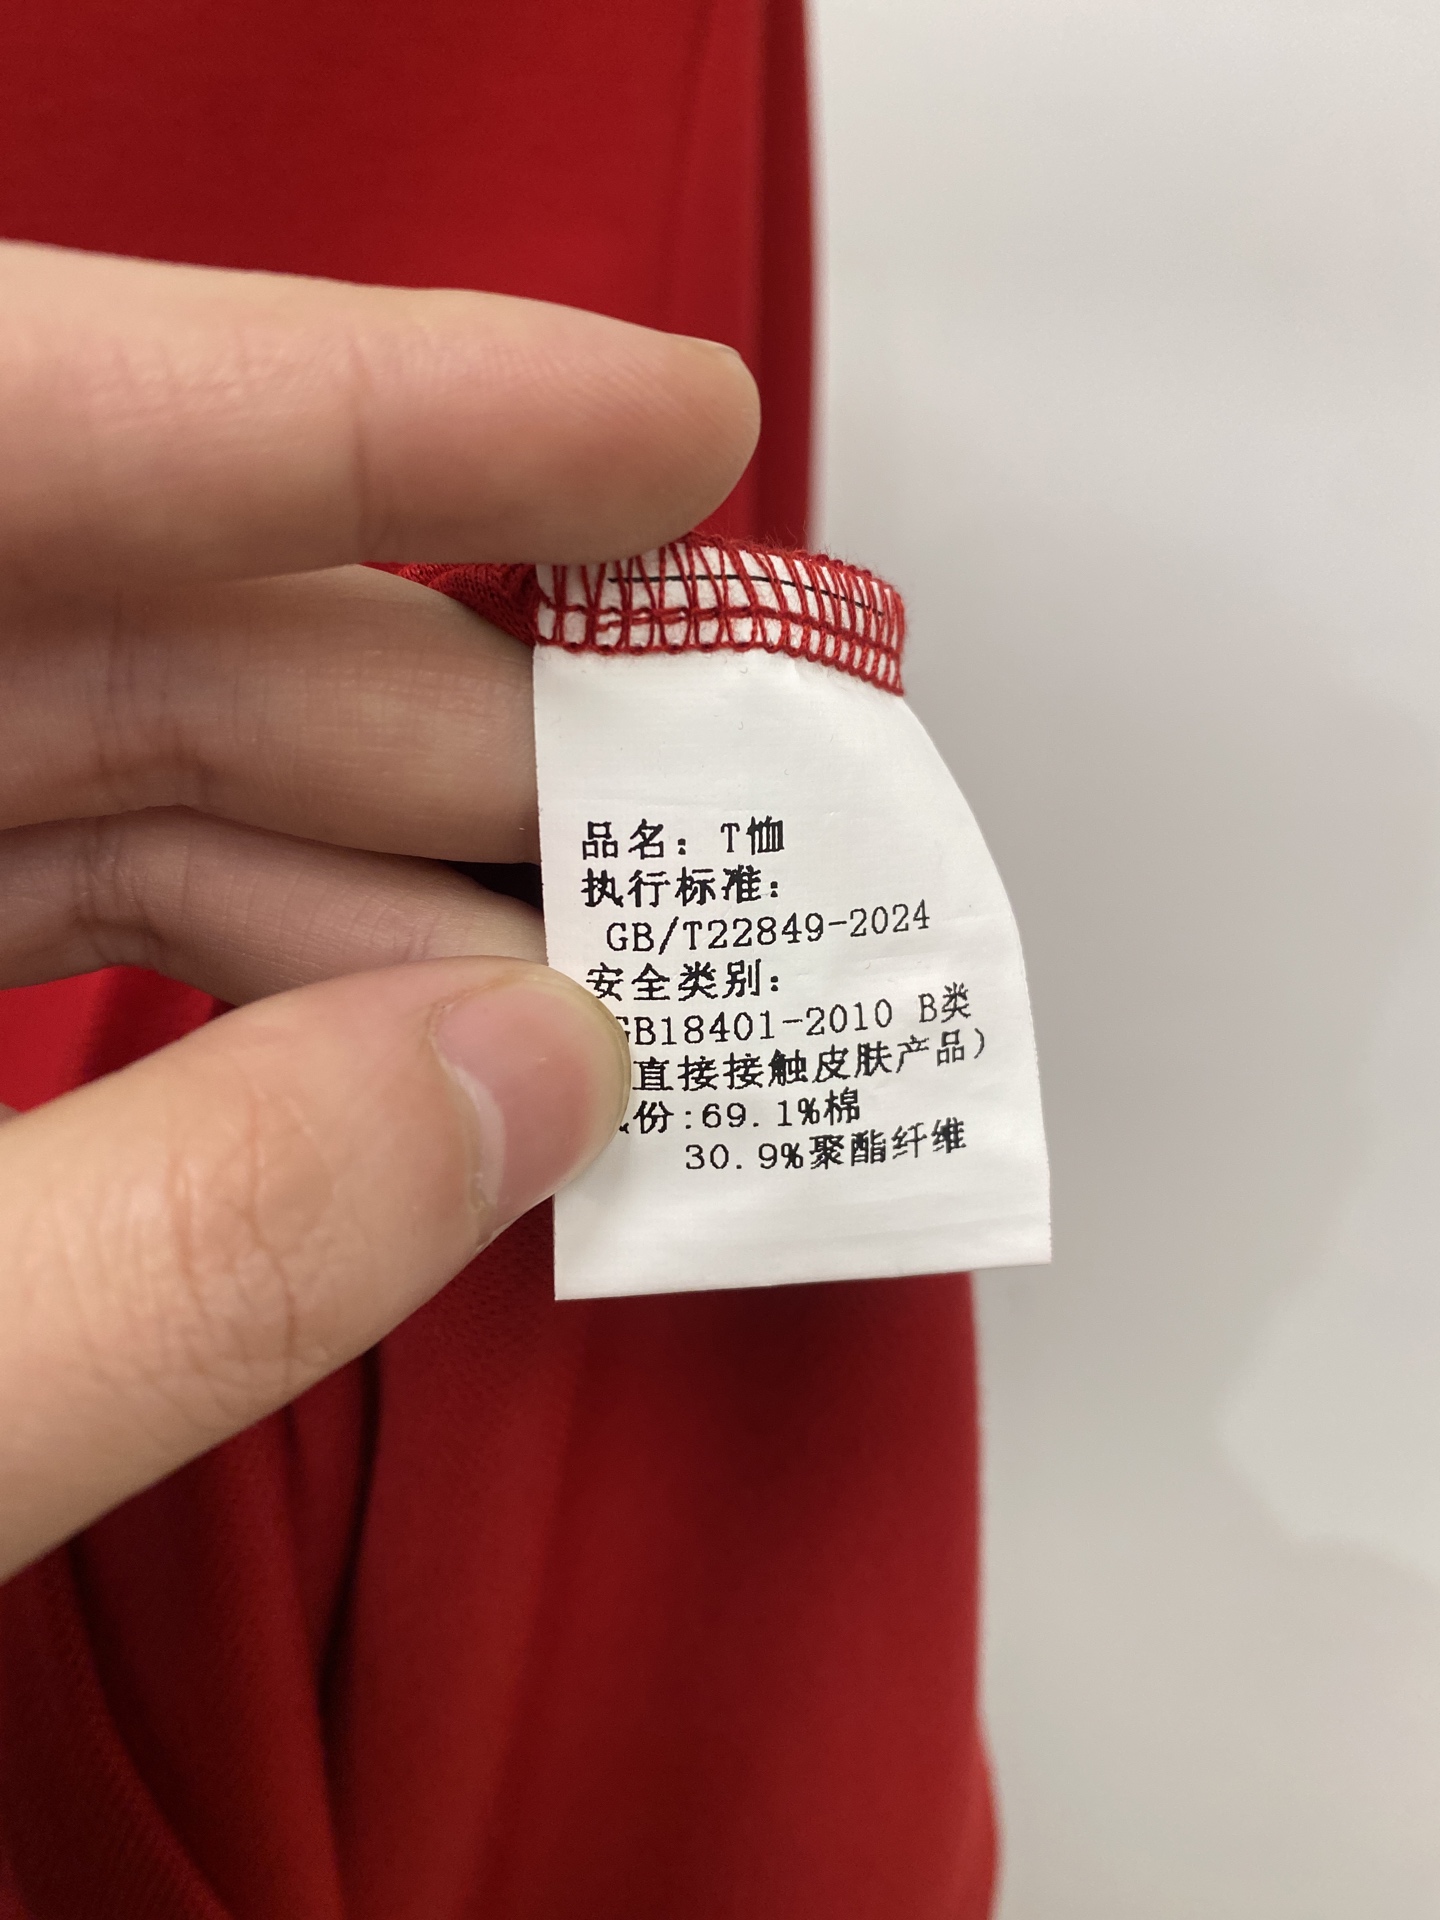 品名：T恤
执行标准：
GB/T22849-2024
安全类别：
GB18401-2010 B类
直接接触皮肤产品）
份:69.1%棉
30.9%聚酯纤维